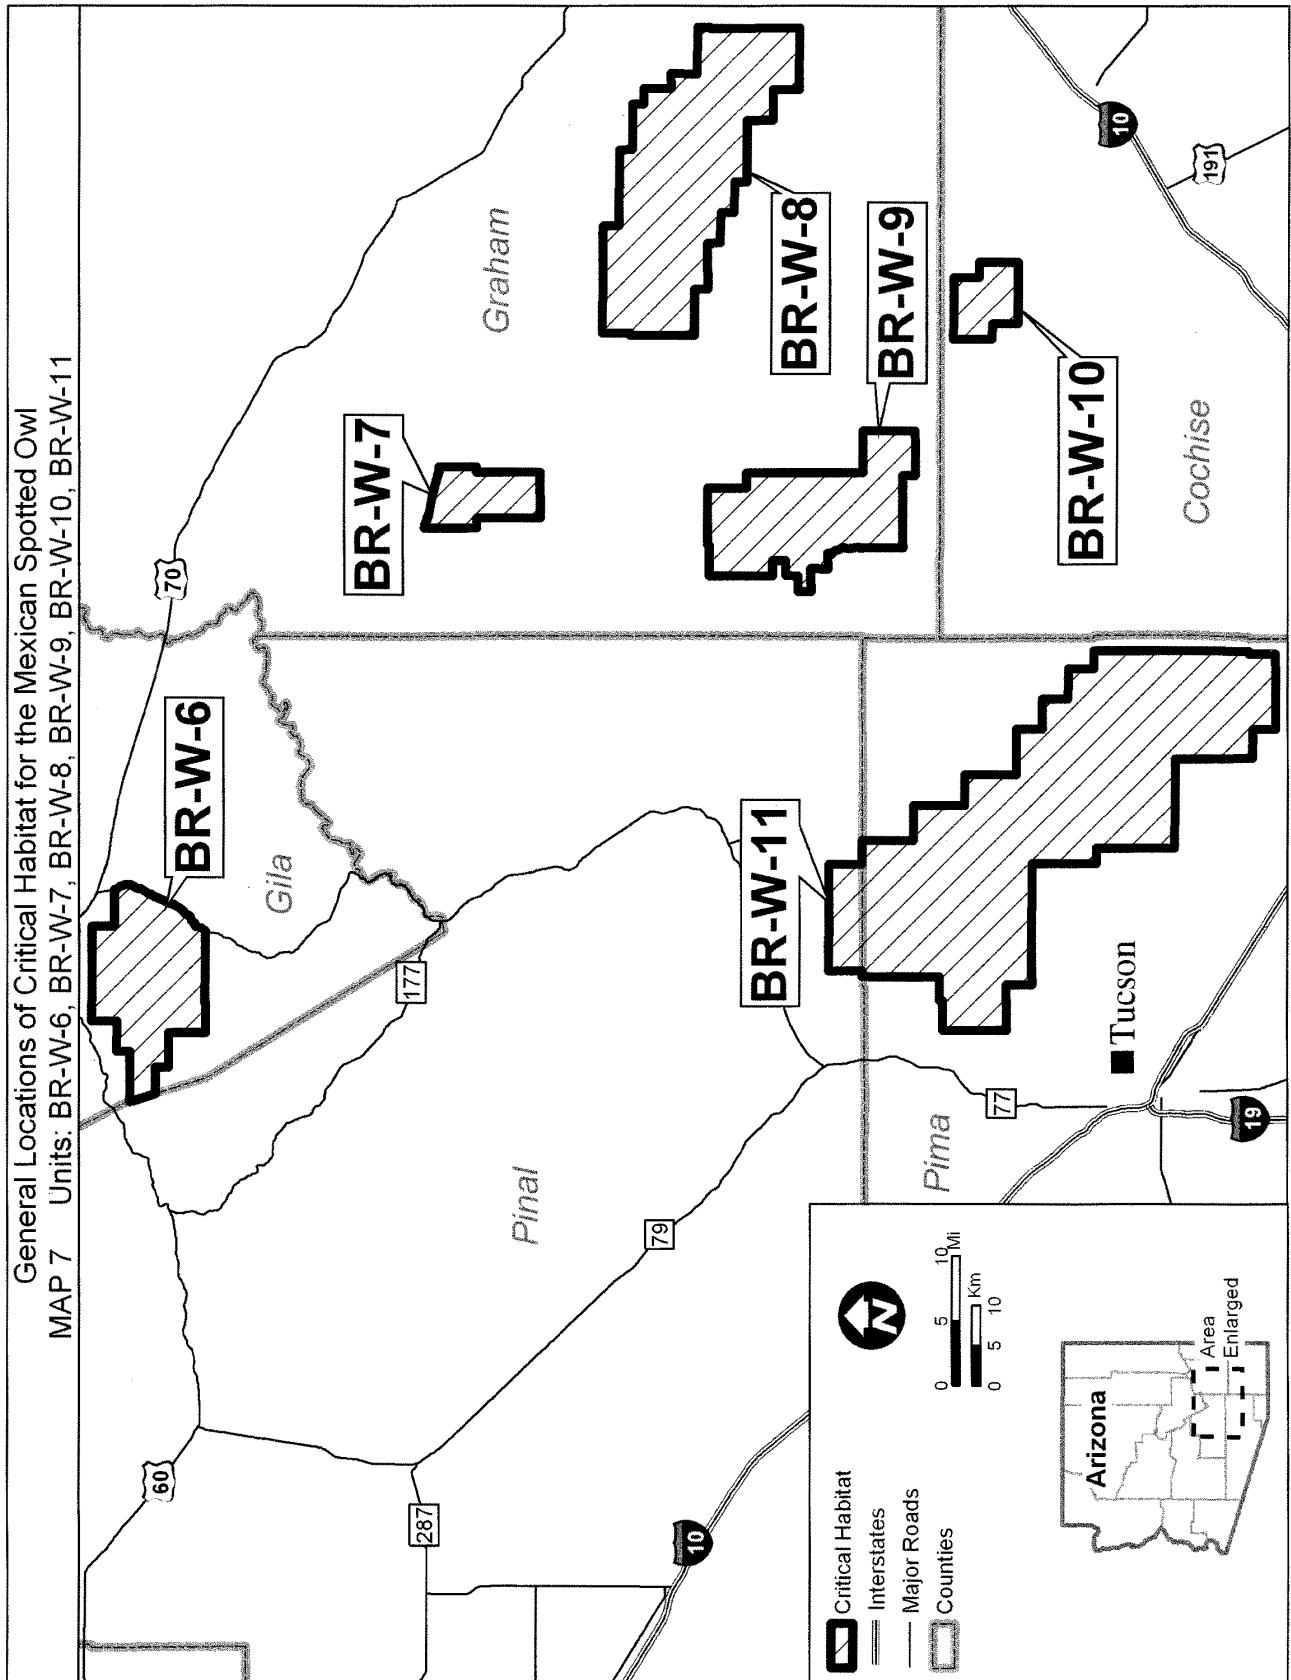 General Locations of Critical Habitat for the Mexican Spotted Owl
MAP 7 Units: BR-W-6, BR-W-7, BR-W-8, BR-W-9, BR-W-10, BR-W-11
60
70
BR-W-6
Gila
177
287
Pinal
79
BR-W-7
Graham
BR-W-8
BR-W-9
BR-W-11
10
Pima
77
Tucson
19
BR-W-10
Cochise
10
191
Critical Habitat
Interstates
Major Roads
Counties
N
0 5 10
Mi
Km
0 5 10
Arizona
Area
Enlarged